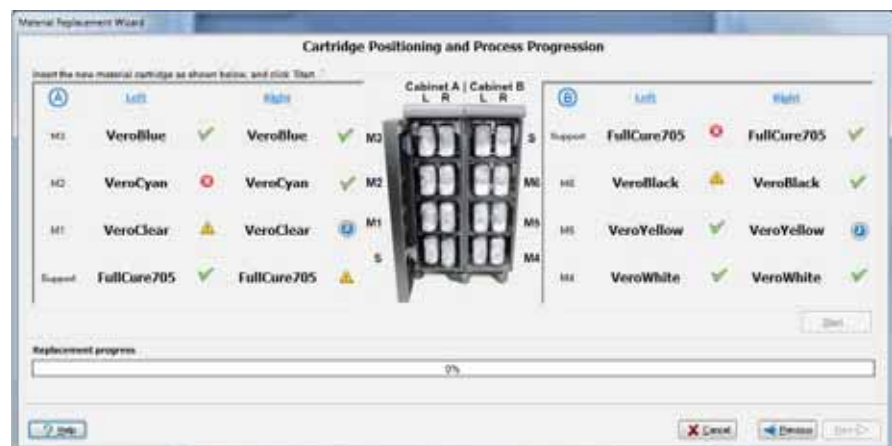 Material Replacement Wizard
Cartridge Positioning and Process Progression
Insert the new material cartridge as shown below, and click 'Start'.
Cabinet A | Cabinet B
L R L R
A Left Right
B Left Right
M3 VeroBlue VeroBlue M3
S Support FullCure705 FullCure705
M2 VeroCyan VeroCyan M2
M6 M6 VeroBlack VeroBlack
M1 VeroClear VeroClear M1
M5 M5 VeroYellow VeroYellow
Support FullCure705 FullCure705 S
M4 M4 VeroWhite VeroWhite
Start
Replacement progress
0%
? Help
Cancel
Previous
Next